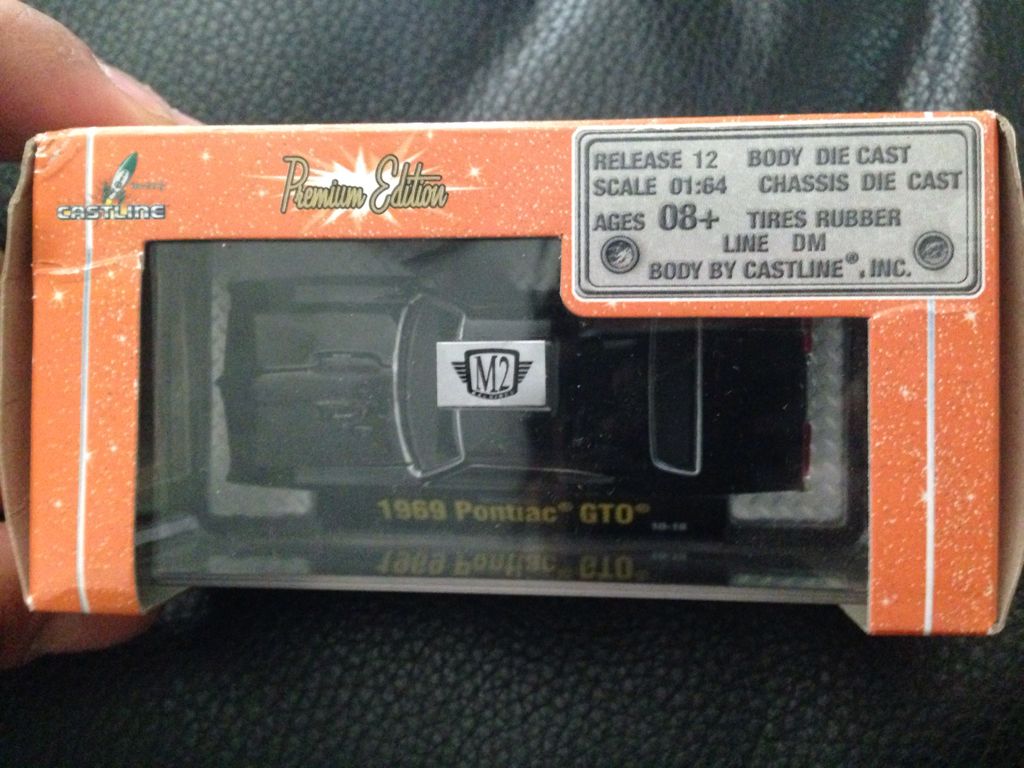 CASTLINE
Premium Edition
RELEASE 12 BODY DIE CAST
SCALE 01:64 CHASSIS DIE CAST
AGES 08+ TIRES RUBBER
LINE DM
BODY BY CASTLINE®, INC.
M2
MACHINES
1969 Pontiac® GTO®